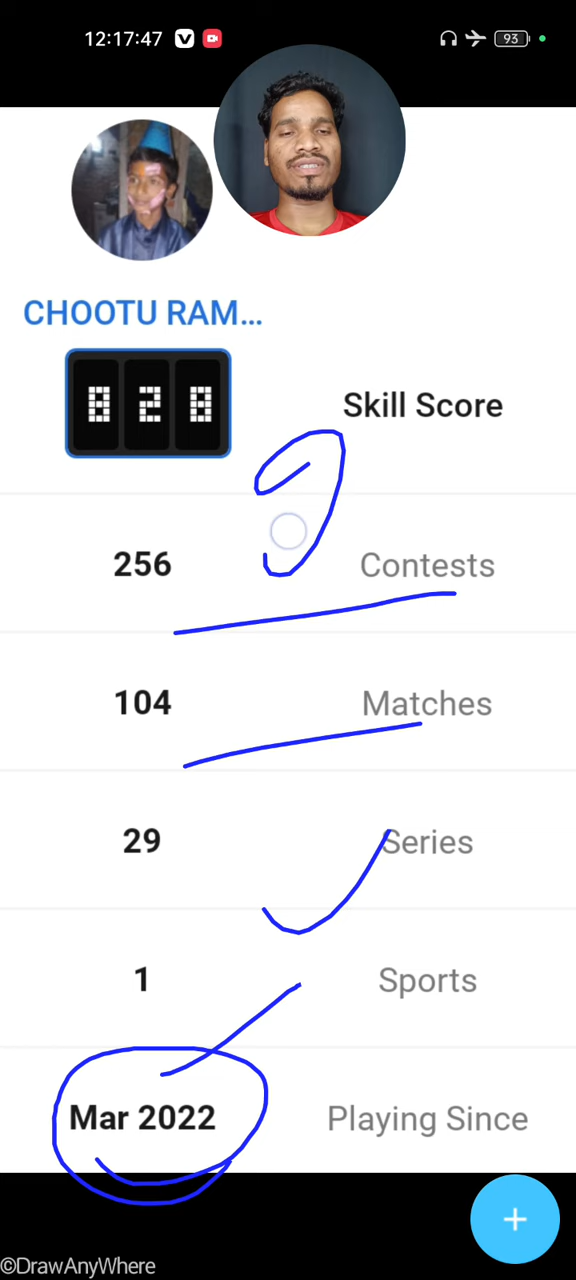 12:17:47
93
CHOOTU RAM...
828
Skill Score
256 Contests
104 Matches
29 Series
1 Sports
Mar 2022 Playing Since
©DrawAnyWhere